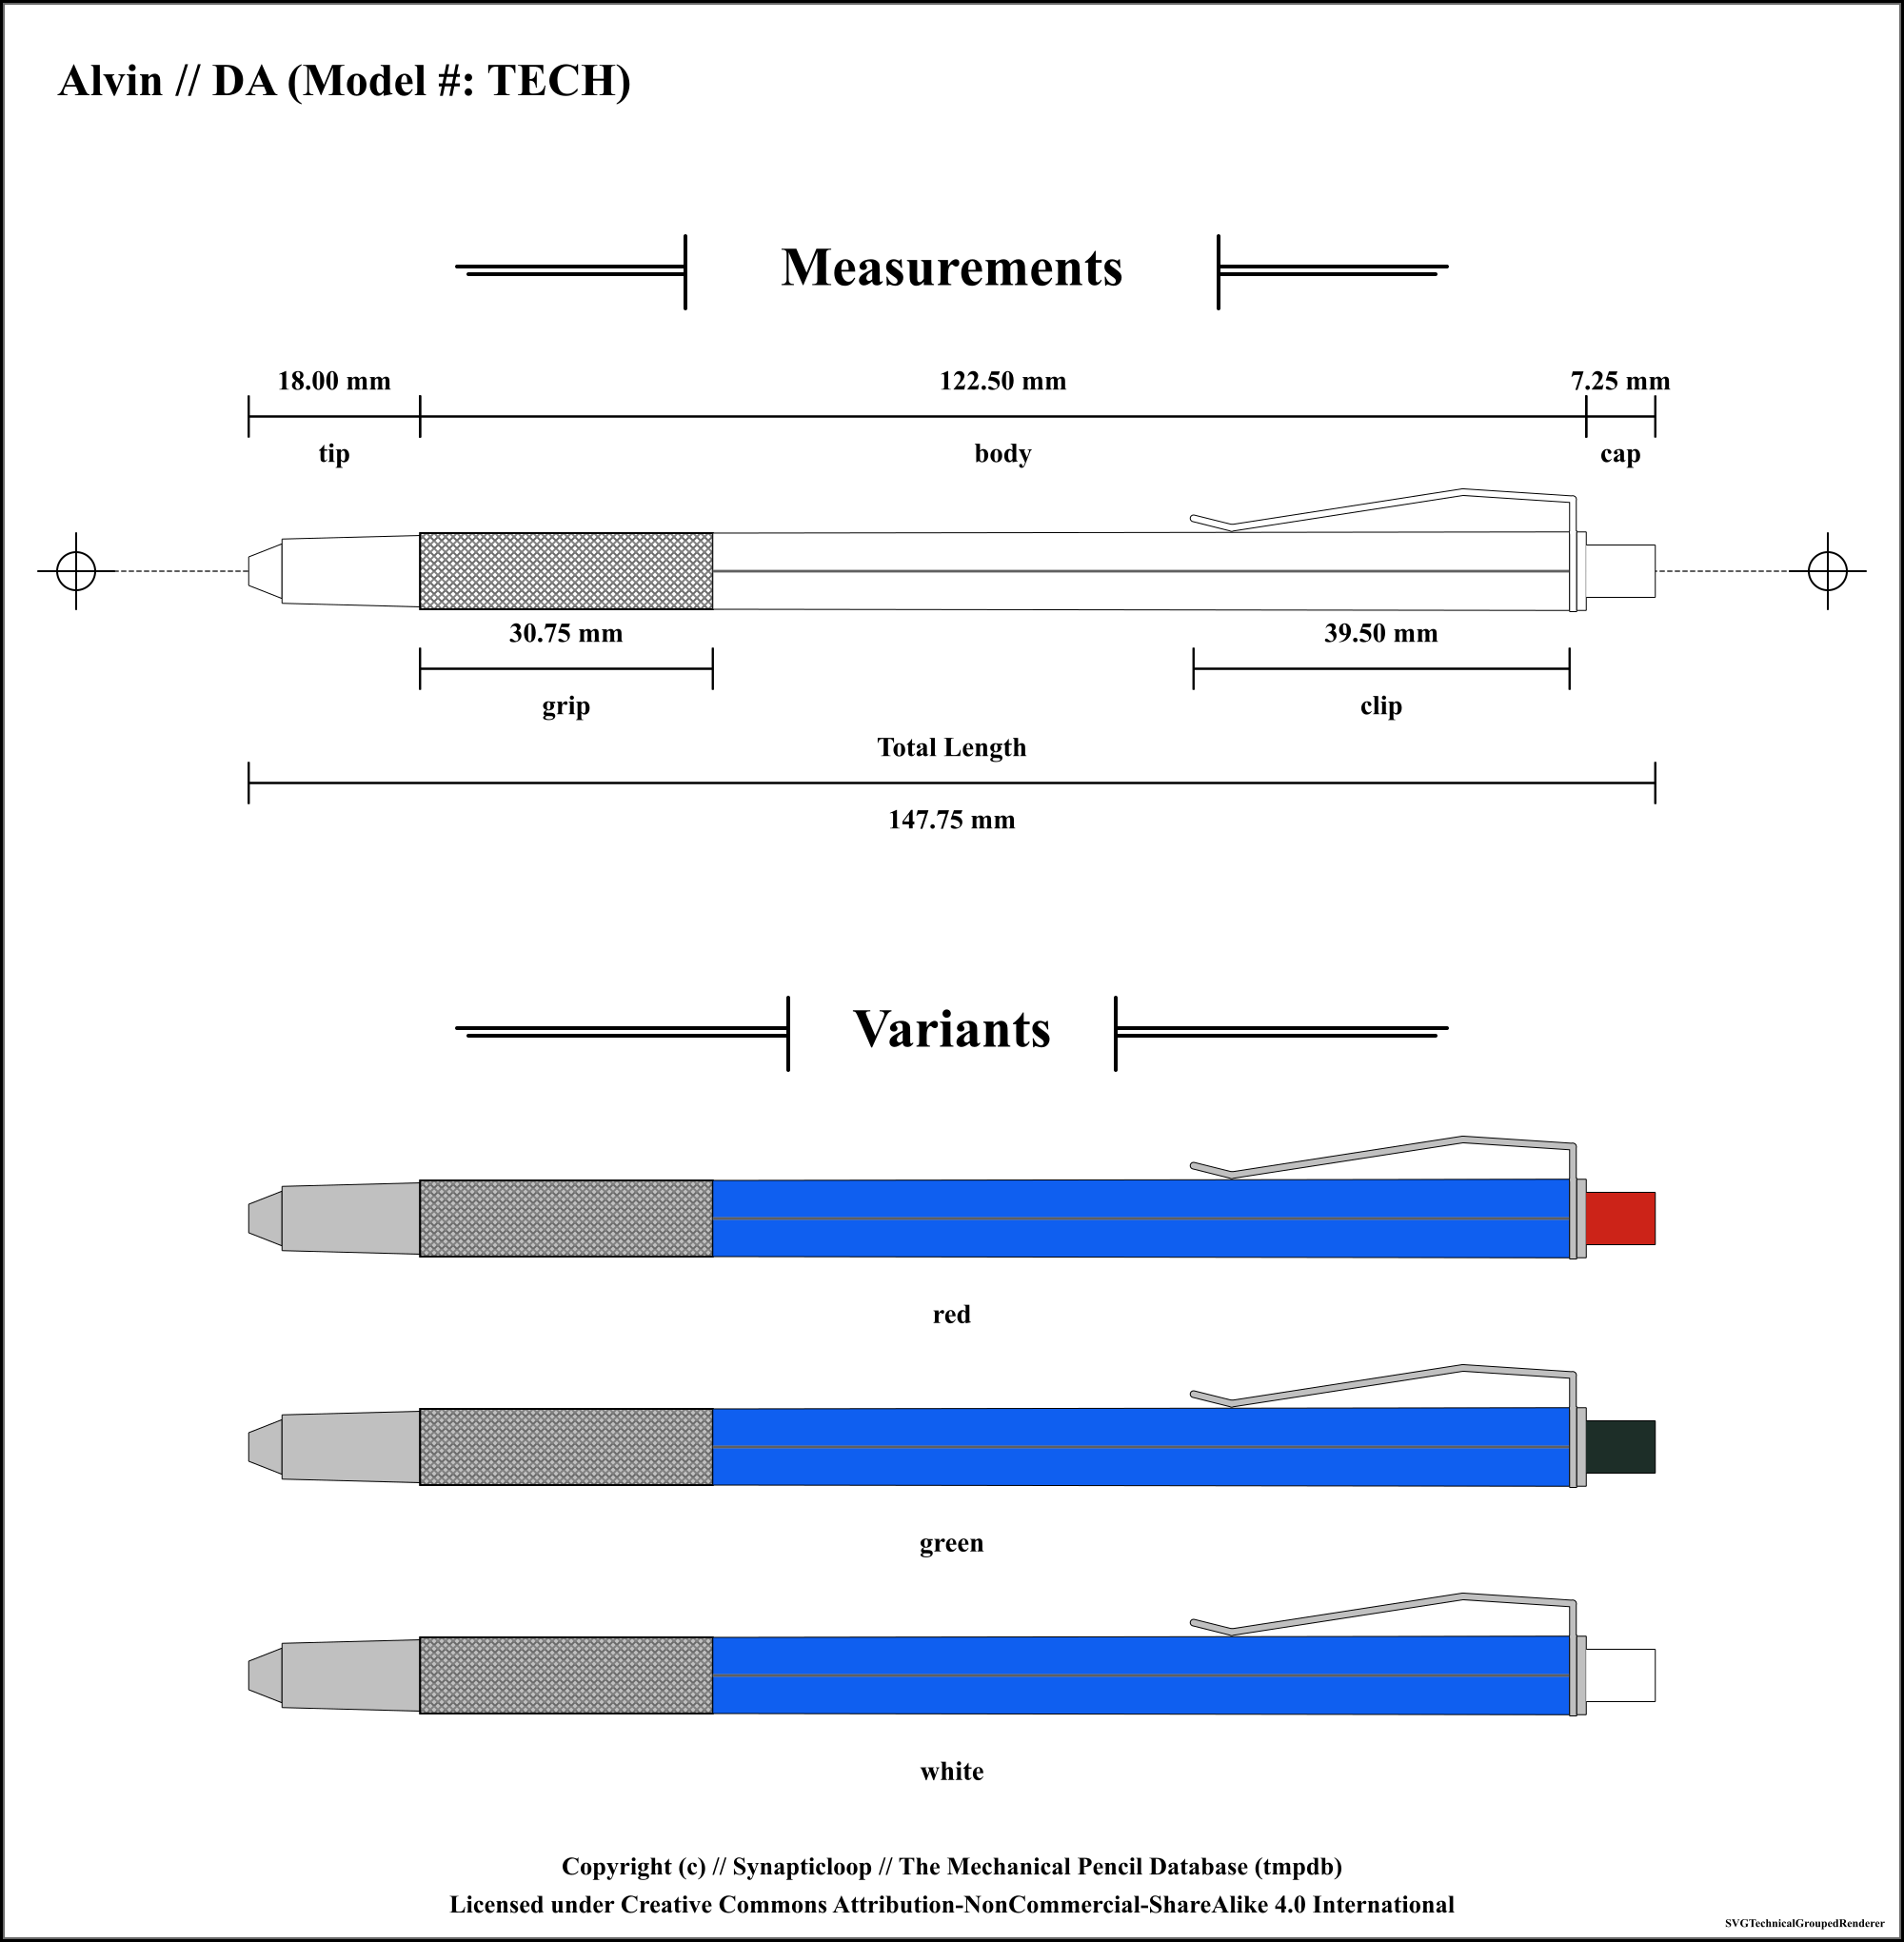 Alvin // DA (Model #: TECH)
Measurements
18.00 mm
122.50 mm
7.25 mm
tip
body
cap
30.75 mm
39.50 mm
grip
clip
Total Length
147.75 mm
Variants
red
green
white
Copyright (c) // Synapticloop // The Mechanical Pencil Database (tmpdb)
Licensed under Creative Commons Attribution-NonCommercial-ShareAlike 4.0 International
SVGTechnicalGroupedRenderer